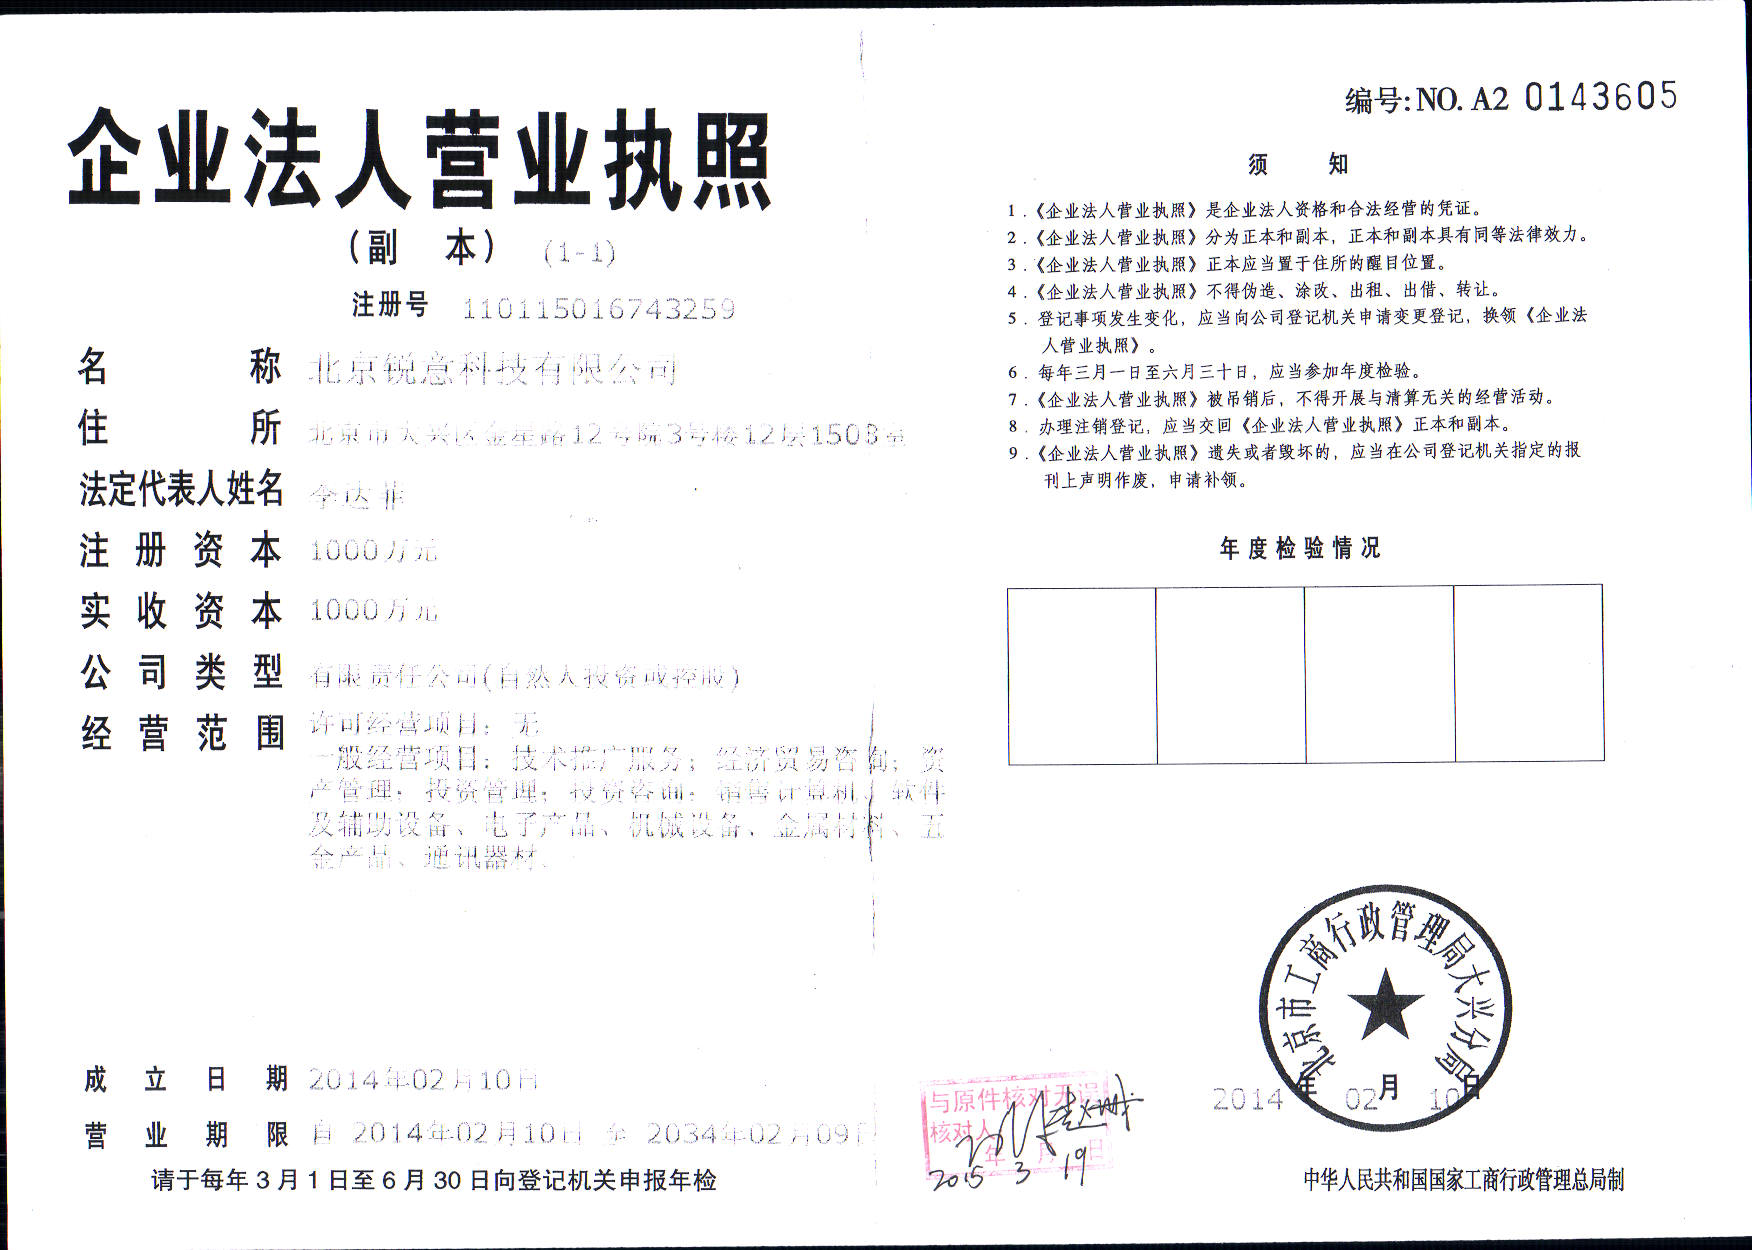 企业法人营业执照
（副 本） (1-1)
注册号 110115016743259
名 称 北京锐意科技有限公司
住 所 北京市大兴区金星路12号院3号楼12层1508室
法定代表人姓名 李达菲
注 册 资 本 1000万元
实 收 资 本 1000万元
公 司 类 型 有限责任公司(自然人投资或控股)
经 营 范 围 许可经营项目：无
一般经营项目：技术推广服务；经济贸易咨询；资
产管理；投资管理；投资咨询；销售计算机、软件
及辅助设备、电子产品、机械设备、金属材料、五
金产品、通讯器材。
成 立 日 期 2014年02月10日
营 业 期 限 自 2014年02月10日 至 2034年02月09日
请于每年3月1日至6月30日向登记机关申报年检
编号:NO. A2 0143605
须 知
1．《企业法人营业执照》是企业法人资格和合法经营的凭证。
2．《企业法人营业执照》分为正本和副本，正本和副本具有同等法律效力。
3．《企业法人营业执照》正本应当置于住所的醒目位置。
4．《企业法人营业执照》不得伪造、涂改、出租、出借、转让。
5．登记事项发生变化，应当向公司登记机关申请变更登记，换领《企业法
人营业执照》。
6．每年三月一日至六月三十日，应当参加年度检验。
7．《企业法人营业执照》被吊销后，不得开展与清算无关的经营活动。
8．办理注销登记，应当交回《企业法人营业执照》正本和副本。
9．《企业法人营业执照》遗失或者毁坏的，应当在公司登记机关指定的报
刊上声明作废，申请补领。
年度检验情况
北京市工商行政管理局大兴分局
2014年02月10日
与原件核对无误
核对人
年 月 日
2015 3 19
中华人民共和国国家工商行政管理总局制